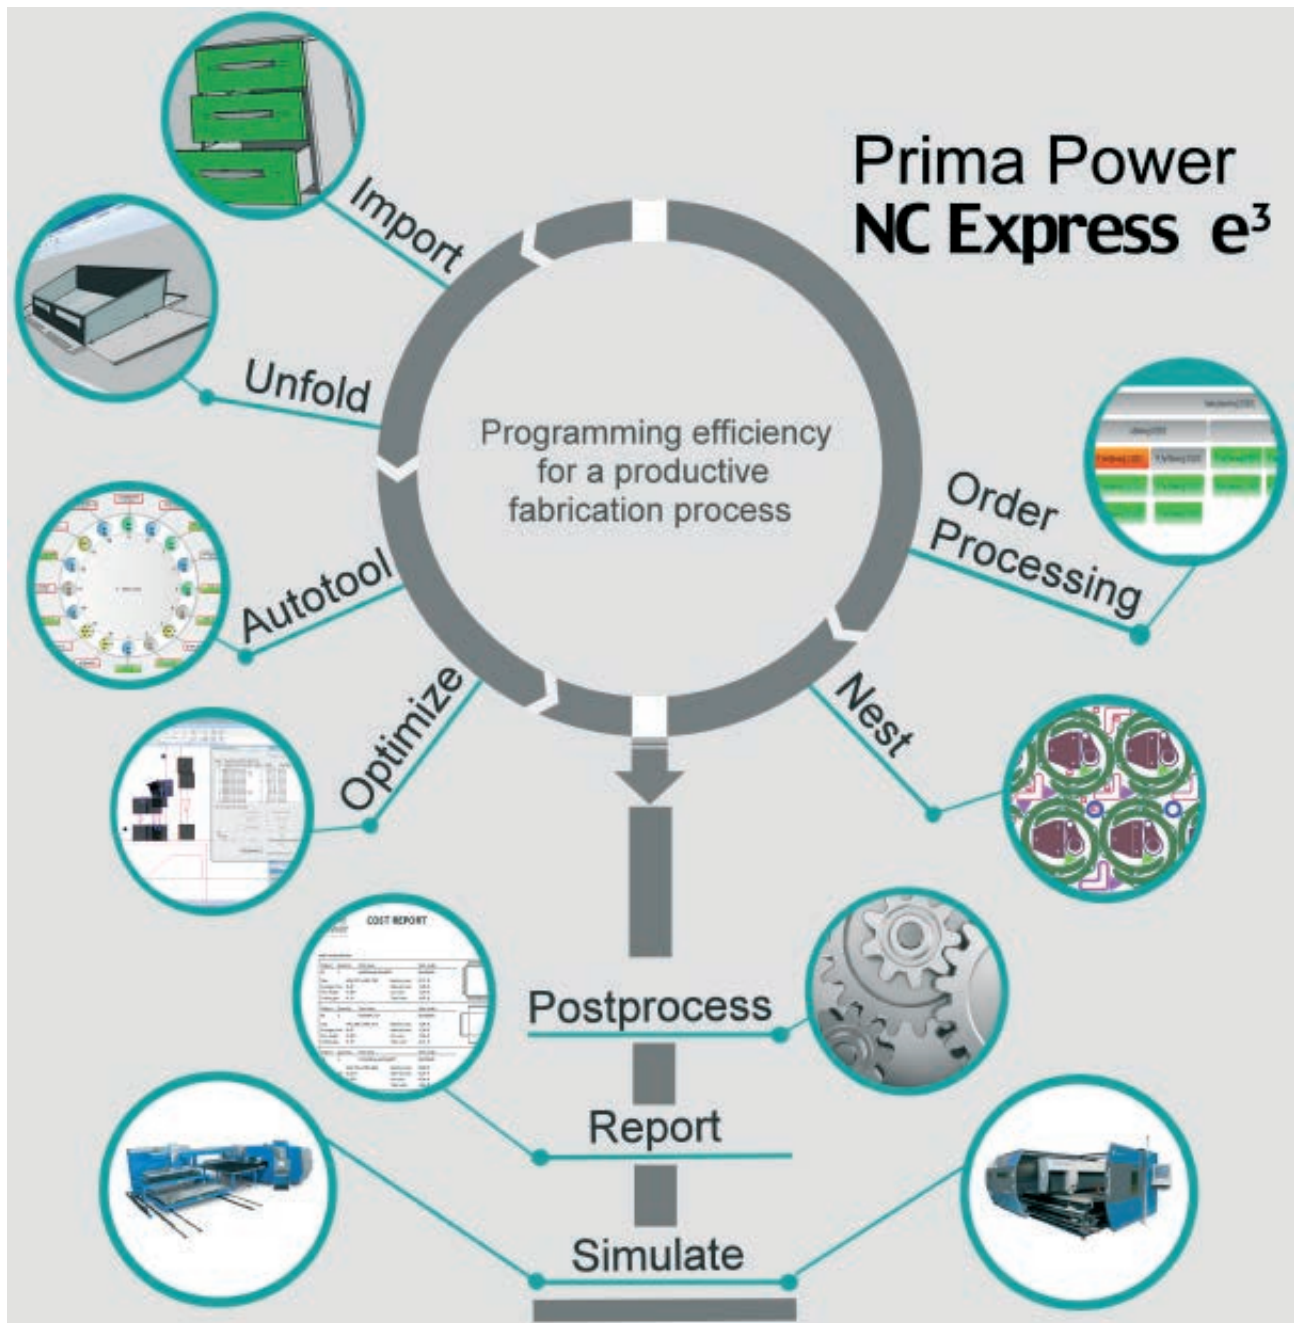 Prima Power
NC Express e³
Import
Unfold
Autotool
Optimize
Programming efficiency
for a productive
fabrication process
Order
Processing
Nest
COST REPORT
Postprocess
Report
Simulate